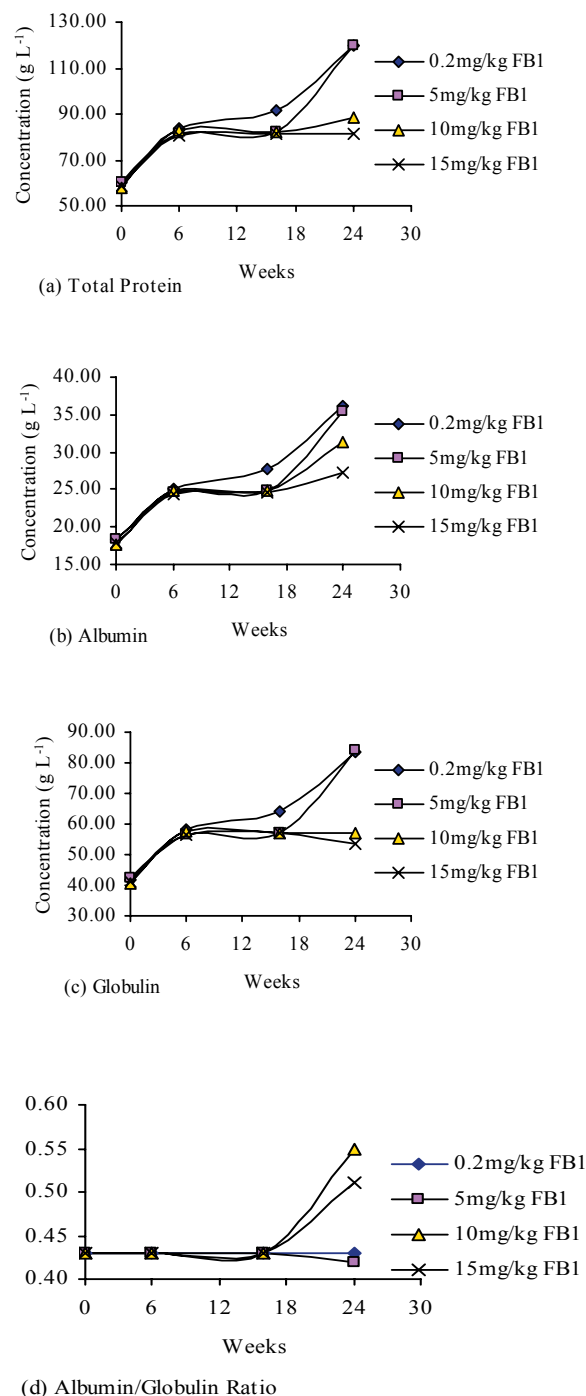 130.00
110.00
90.00
70.00
50.00
Concentration (g L-1)
0 6 12 18 24 30
Weeks
0.2mg/kg FB1
5mg/kg FB1
10mg/kg FB1
15mg/kg FB1
(a) Total Protein
40.00
35.00
30.00
25.00
20.00
15.00
Concentration (g L-1)
0 6 12 18 24 30
Weeks
0.2mg/kg FB1
5mg/kg FB1
10mg/kg FB1
15mg/kg FB1
(b) Albumin
90.00
80.00
70.00
60.00
50.00
40.00
30.00
Concentration (g L-1)
0 6 12 18 24 30
Weeks
0.2mg/kg FB1
5mg/kg FB1
10mg/kg FB1
15mg/kg FB1
(c) Globulin
0.60
0.55
0.50
0.45
0.40
0 6 12 18 24 30
Weeks
0.2mg/kg FB1
5mg/kg FB1
10mg/kg FB1
15mg/kg FB1
(d) Albumin/Globulin Ratio